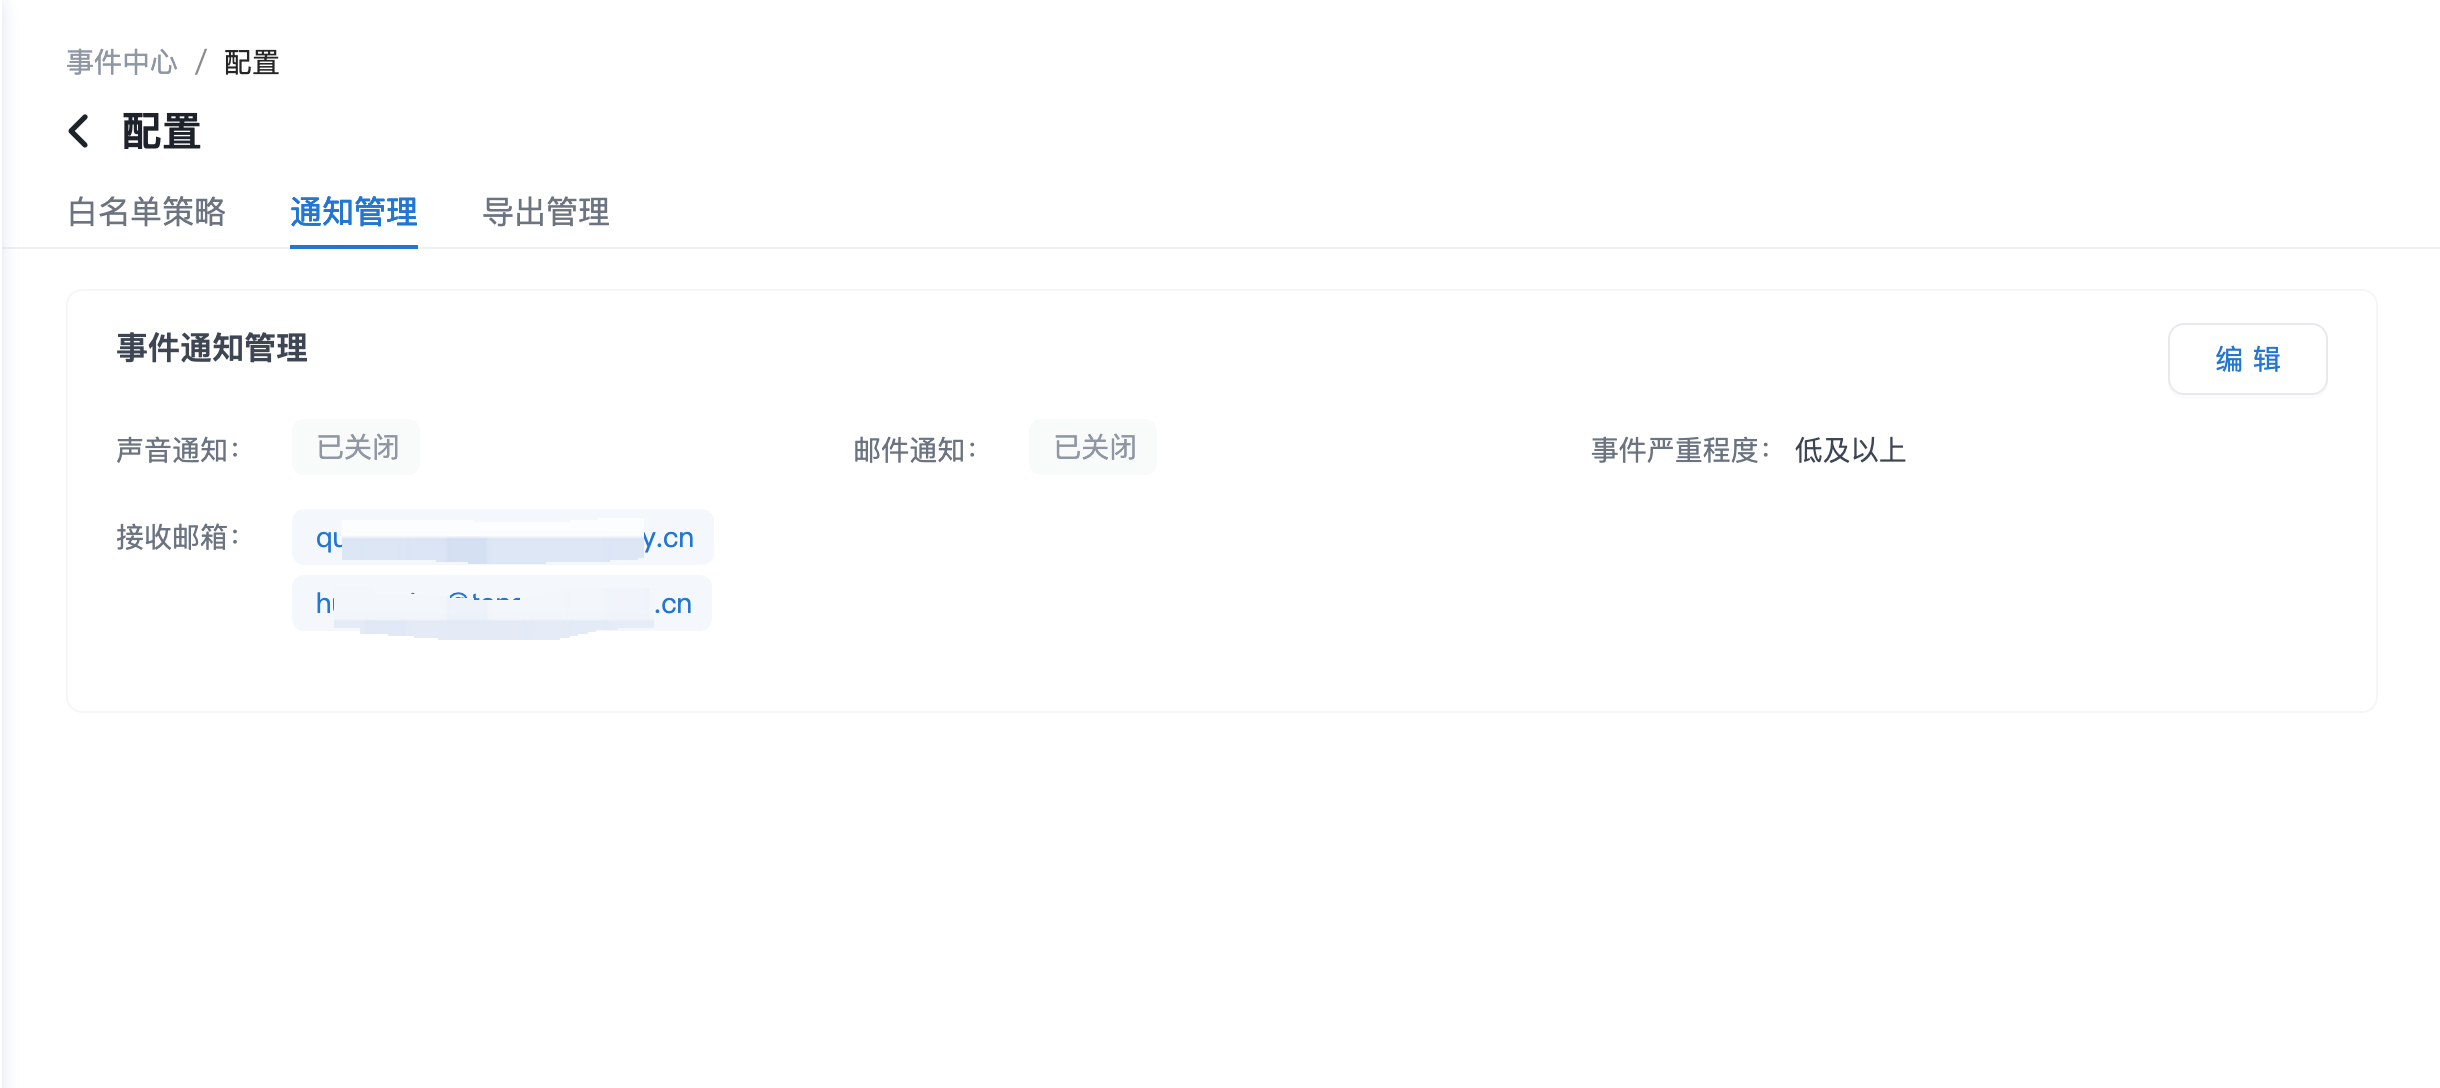 事件中心 / 配置
配置
白名单策略 通知管理 导出管理
事件通知管理 编 辑
声音通知： 已关闭 邮件通知： 已关闭 事件严重程度： 低及以上
接收邮箱：
.cn
.cn